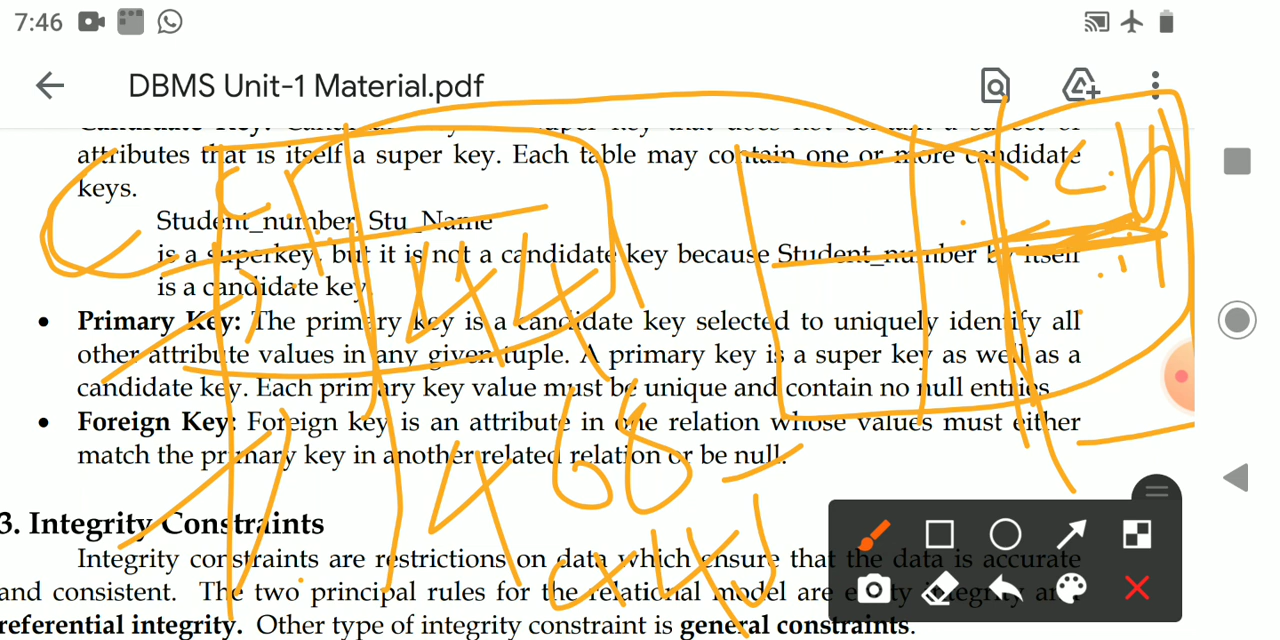 7:46
DBMS Unit-1 Material.pdf
attributes that is itself a super key. Each table may contain one or more candidate
keys.
Student_number, Stu_Name
is a superkey, but it is not a candidate key because Student_number by itself
is a candidate key.
• Primary Key: The primary key is a candidate key selected to uniquely identify all
other attribute values in any given tuple. A primary key is a super key as well as a
candidate key. Each primary key value must be unique and contain no null entries.
• Foreign Key: Foreign key is an attribute in one relation whose values must either
match the primary key in another related relation or be null.
3. Integrity Constraints
Integrity constraints are restrictions on data which ensure that the data is accurate
and consistent. The two principal rules for the relational model are
referential integrity. Other type of integrity constraint is general constraints.